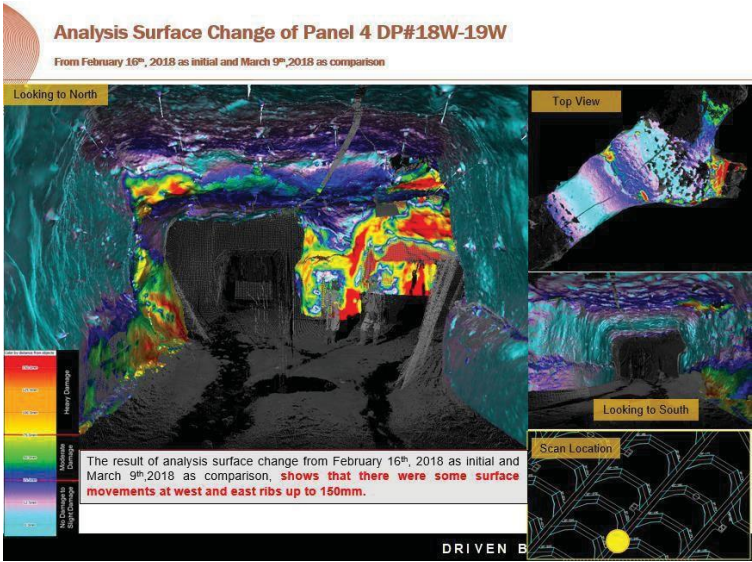 Analysis Surface Change of Panel 4 DP#18W-19W
From February 16th, 2018 as initial and March 9th,2018 as comparison
Looking to North
Top View
Looking to South
Scan Location
Heavy Damage
Moderate
Damage
No Damage to
Slight Damage
The result of analysis surface change from February 16th, 2018 as initial and
March 9th,2018 as comparison, shows that there were some surface
movements at west and east ribs up to 150mm.
DRIVEN B